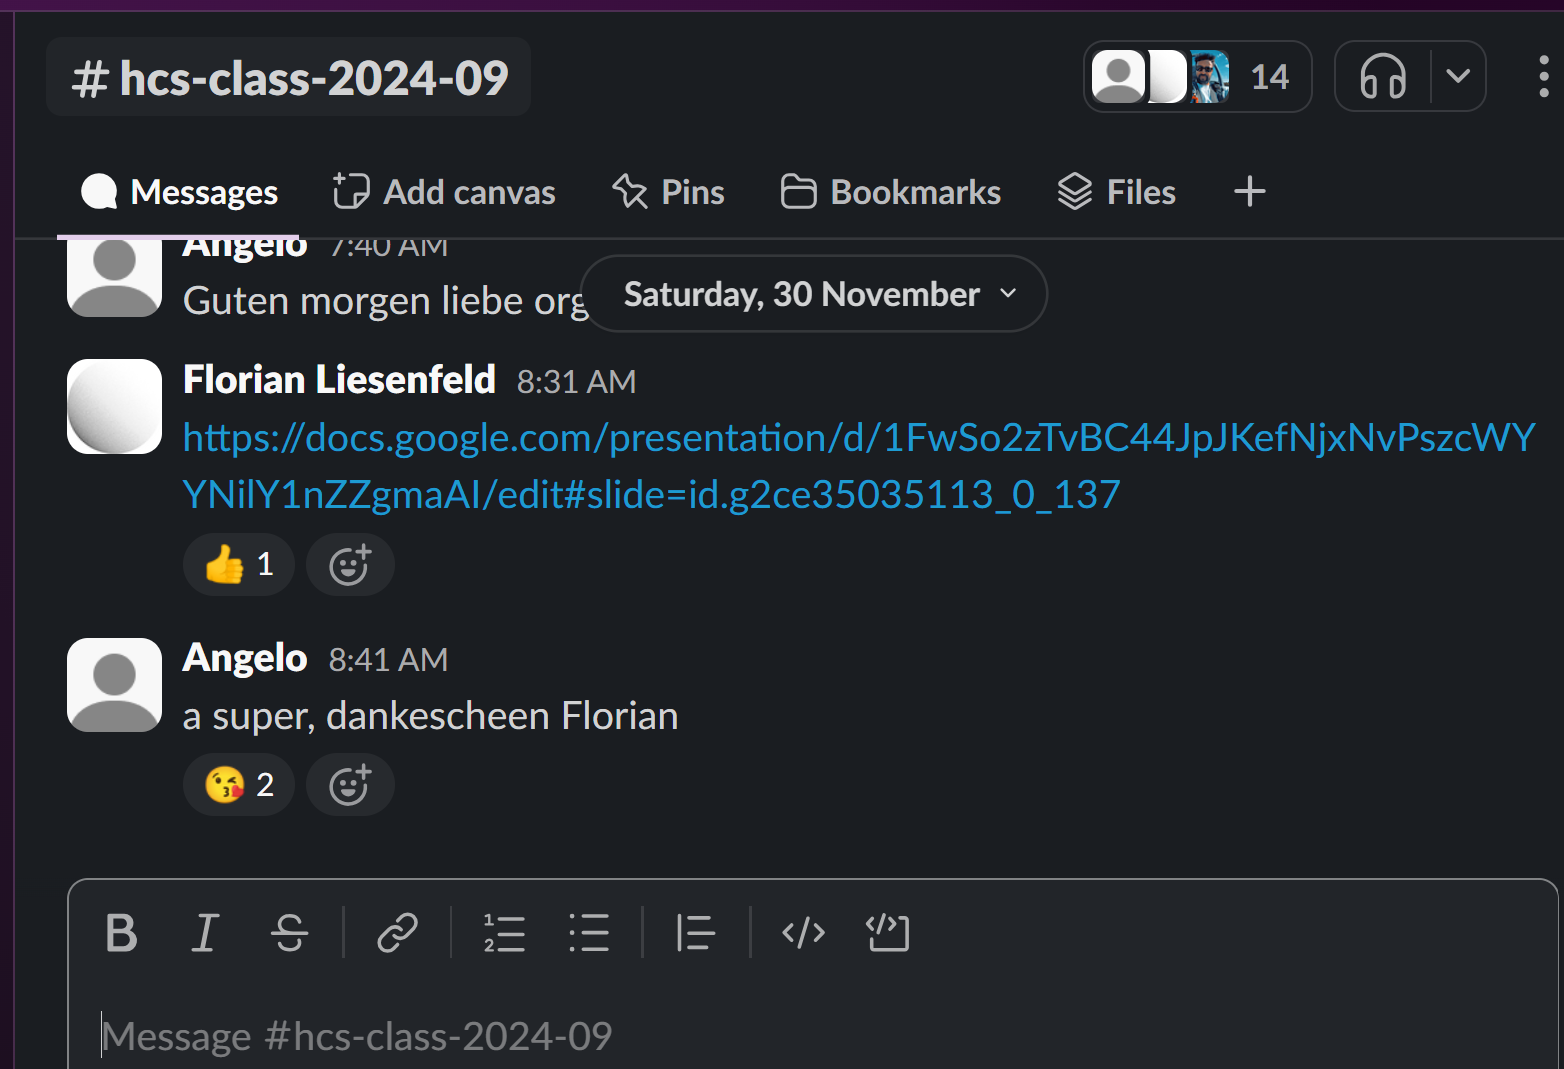 # hcs-class-2024-09
14
Messages
Add canvas
Pins
Bookmarks
Files
Angelo 7:40 AM
Guten morgen liebe org
Saturday, 30 November
Florian Liesenfeld 8:31 AM
https://docs.google.com/presentation/d/1FwSo2zTvBC44JpJKefNjxNvPszcWY
YNilY1nZZgmaAI/edit#slide=id.g2ce35035113_0_137
1
Angelo 8:41 AM
a super, dankescheen Florian
2
Message #hcs-class-2024-09